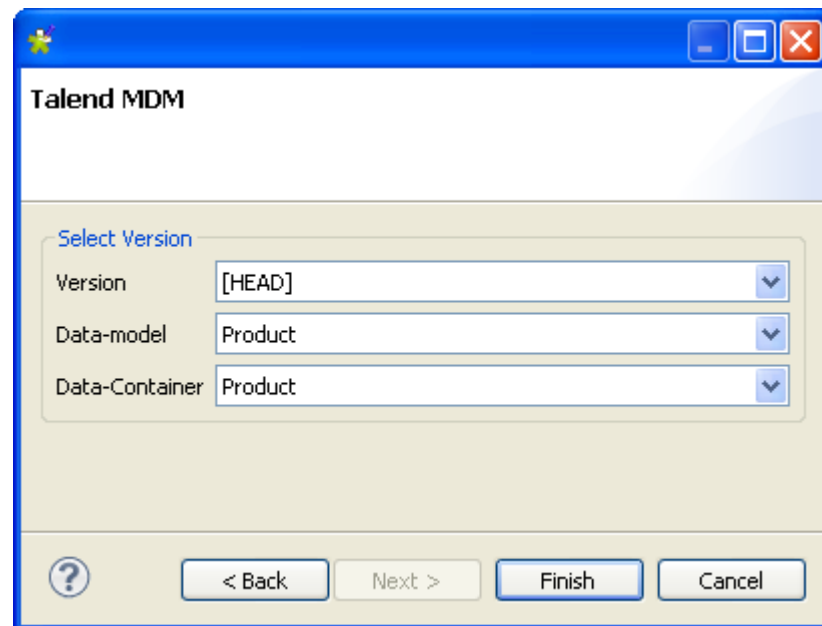 Talend MDM
Select Version
Version [HEAD]
Data-model Product
Data-Container Product
? < Back Next > Finish Cancel